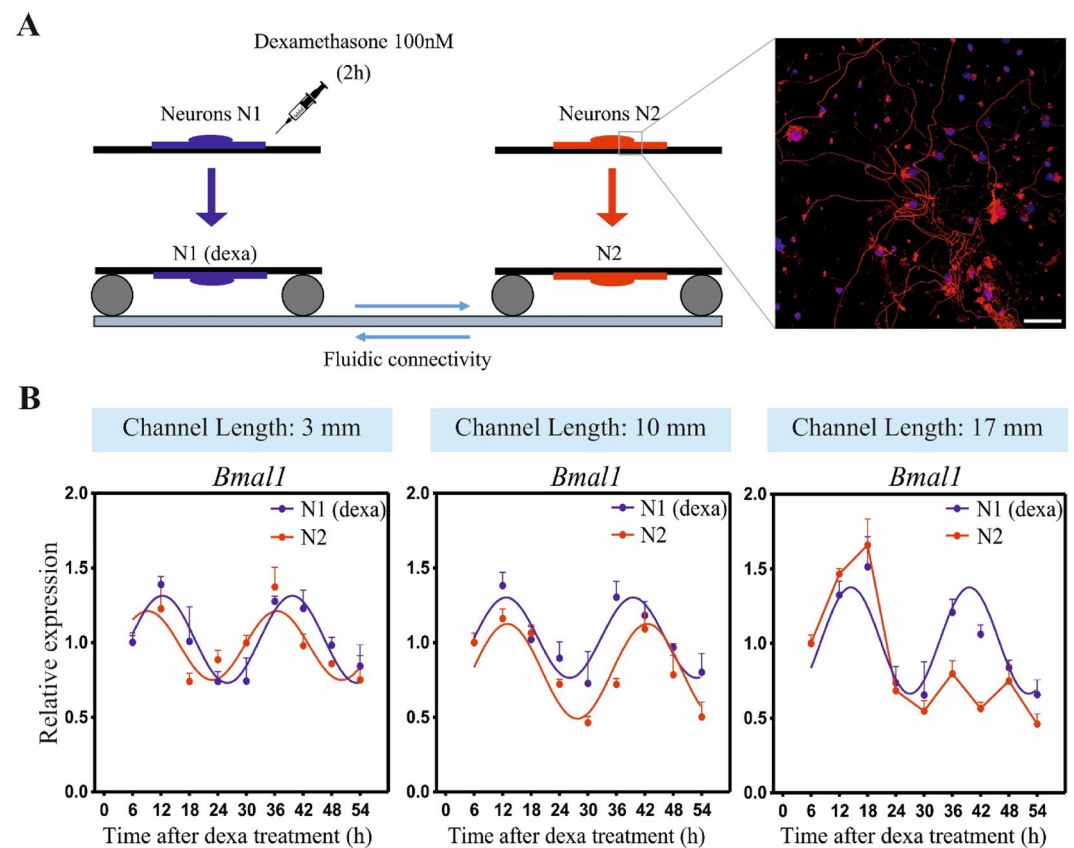 A
Dexamethasone 100nM
(2h)
Neurons N1
Neurons N2
N1 (dexa)
N2
Fluidic connectivity
B
Channel Length: 3 mm
Channel Length: 10 mm
Channel Length: 17 mm
Bmal1
Bmal1
Bmal1
Relative expression
2.0
1.5
1.0
0.5
0.0
N1 (dexa)
N2
0 6 12 18 24 30 36 42 48 54
Time after dexa treatment (h)
2.0
1.5
1.0
0.5
0.0
N1 (dexa)
N2
0 6 12 18 24 30 36 42 48 54
Time after dexa treatment (h)
2.0
1.5
1.0
0.5
0.0
N1 (dexa)
N2
0 6 12 18 24 30 36 42 48 54
Time after dexa treatment (h)